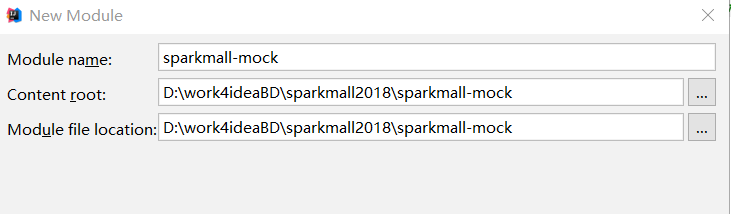 New Module
Module name: sparkmall-mock
Content root: D:\work4ideaBD\sparkmall2018\sparkmall-mock ...
Module file location: D:\work4ideaBD\sparkmall2018\sparkmall-mock ...